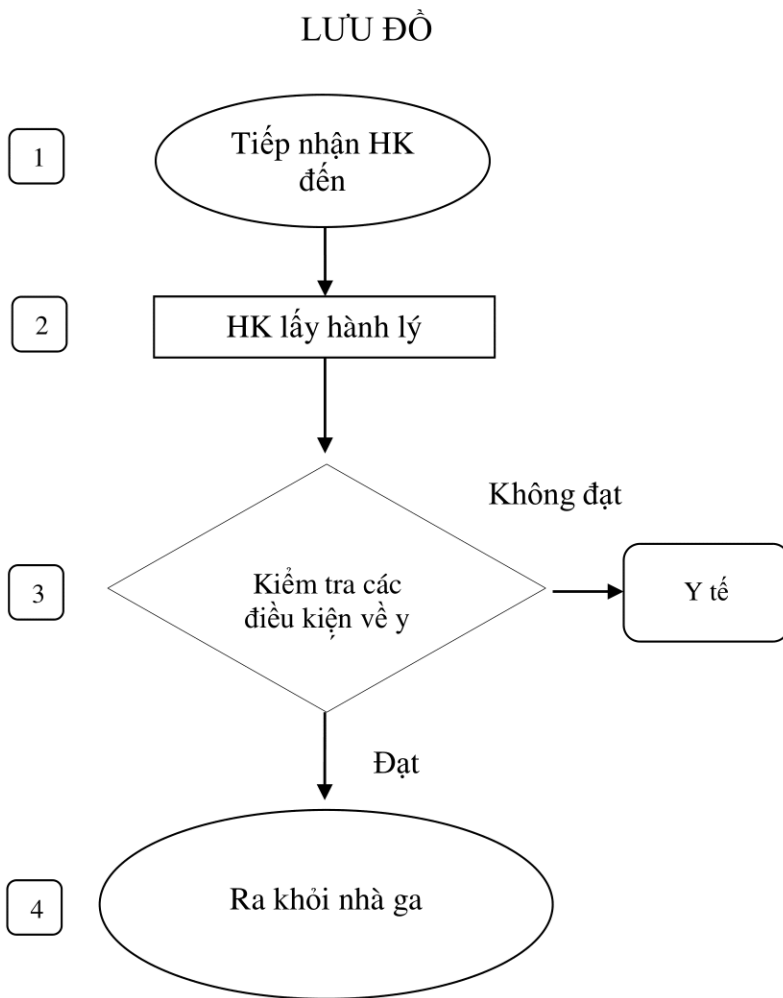 LƯU ĐỒ
1
Tiếp nhận HK
đến
2
HK lấy hành lý
Không đạt
3
Kiểm tra các
điều kiện về y
Y tế
Đạt
4
Ra khỏi nhà ga